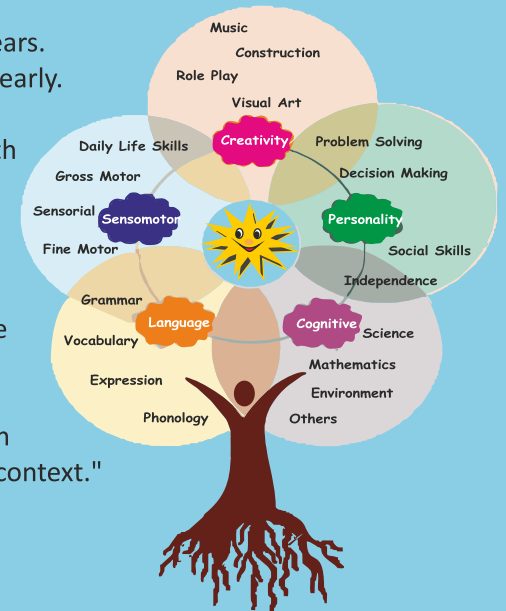 ears.
early.
th
e
n
context."
Music
Construction
Role Play
Visual Art
Creativity
Daily Life Skills
Gross Motor
Sensorial
Sensomotor
Fine Motor
Problem Solving
Decision Making
Personality
Social Skills
Independence
Grammar
Language
Vocabulary
Expression
Phonology
Cognitive
Science
Mathematics
Environment
Others